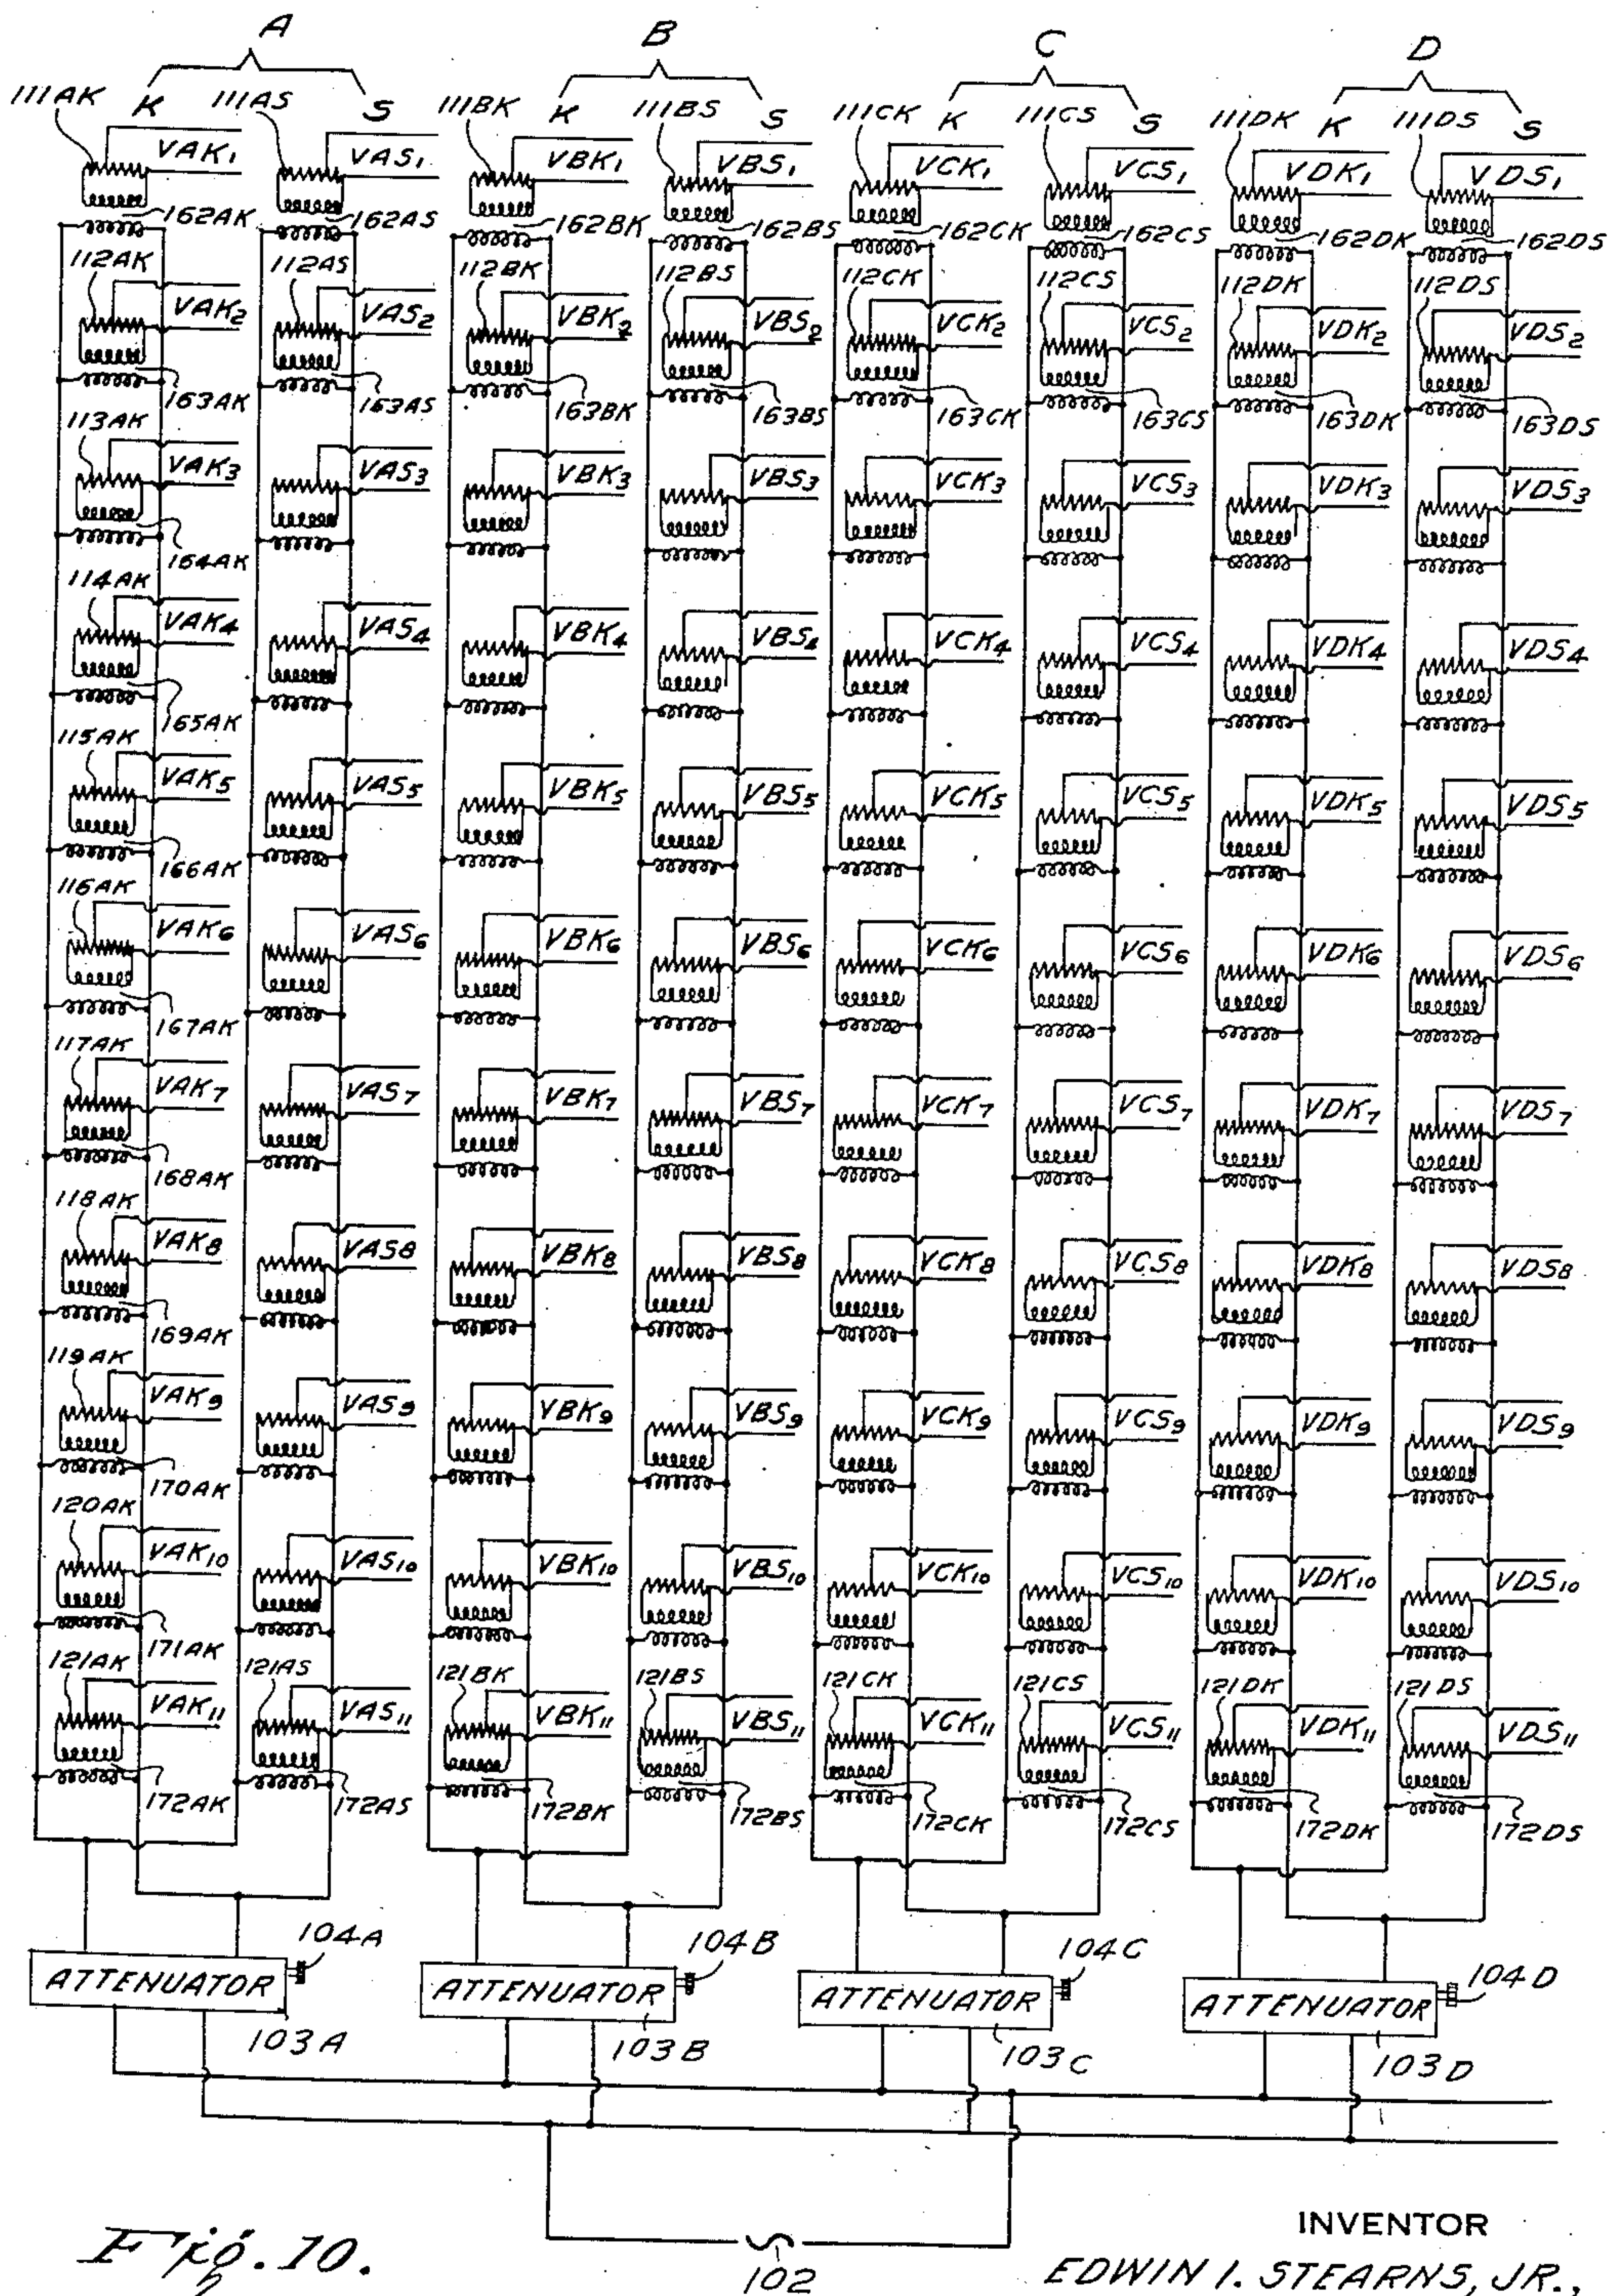 A B C D
111AK K 111AS S 111BK K 111BS S 111CK K 111CS S 111DK K 111DS S
VAK1 VAS1 VBK1 VBS1 VCK1 VCS1 VDK1 VDS1
162AK 162AS 162BK 162BS 162CK 162CS 162DK 162DS
112AK 112AS 112BK 112BS 112CK 112CS 112DK 112DS
VAK2 VAS2 VBK2 VBS2 VCK2 VCS2 VDK2 VDS2
163AK 163AS 163BK 163BS 163CK 163CS 163DK 163DS
113AK
VAK3 VAS3 VBK3 VBS3 VCK3 VCS3 VDK3 VDS3
164AK
114AK
VAK4 VAS4 VBK4 VBS4 VCK4 VCS4 VDK4 VDS4
165AK
115AK
VAK5 VAS5 VBK5 VBS5 VCK5 VCS5 VDK5 VDS5
166AK
116AK
VAK6 VAS6 VBK6 VBS6 VCK6 VCS6 VDK6 VDS6
167AK
117AK
VAK7 VAS7 VBK7 VBS7 VCK7 VCS7 VDK7 VDS7
168AK
118AK
VAK8 VAS8 VBK8 VBS8 VCK8 VCS8 VDK8 VDS8
169AK
119AK
VAK9 VAS9 VBK9 VBS9 VCK9 VCS9 VDK9 VDS9
170AK
120AK
VAK10 VAS10 VBK10 VBS10 VCK10 VCS10 VDK10 VDS10
171AK
121AK 121AS 121BK 121BS 121CK 121CS 121DK 121DS
VAK11 VAS11 VBK11 VBS11 VCK11 VCS11 VDK11 VDS11
172AK 172AS 172BK 172BS 172CK 172CS 172DK 172DS
104A 104B 104C 104D
ATTENUATOR ATTENUATOR ATTENUATOR ATTENUATOR
103A 103B 103C 103D
102
Fig. 10.
INVENTOR
EDWIN I. STEARNS, JR.,